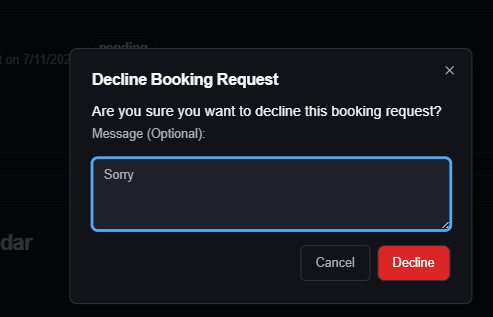 pending
t on 7/11/202
Decline Booking Request
Are you sure you want to decline this booking request?
Message (Optional):
Sorry
dar
Cancel
Decline